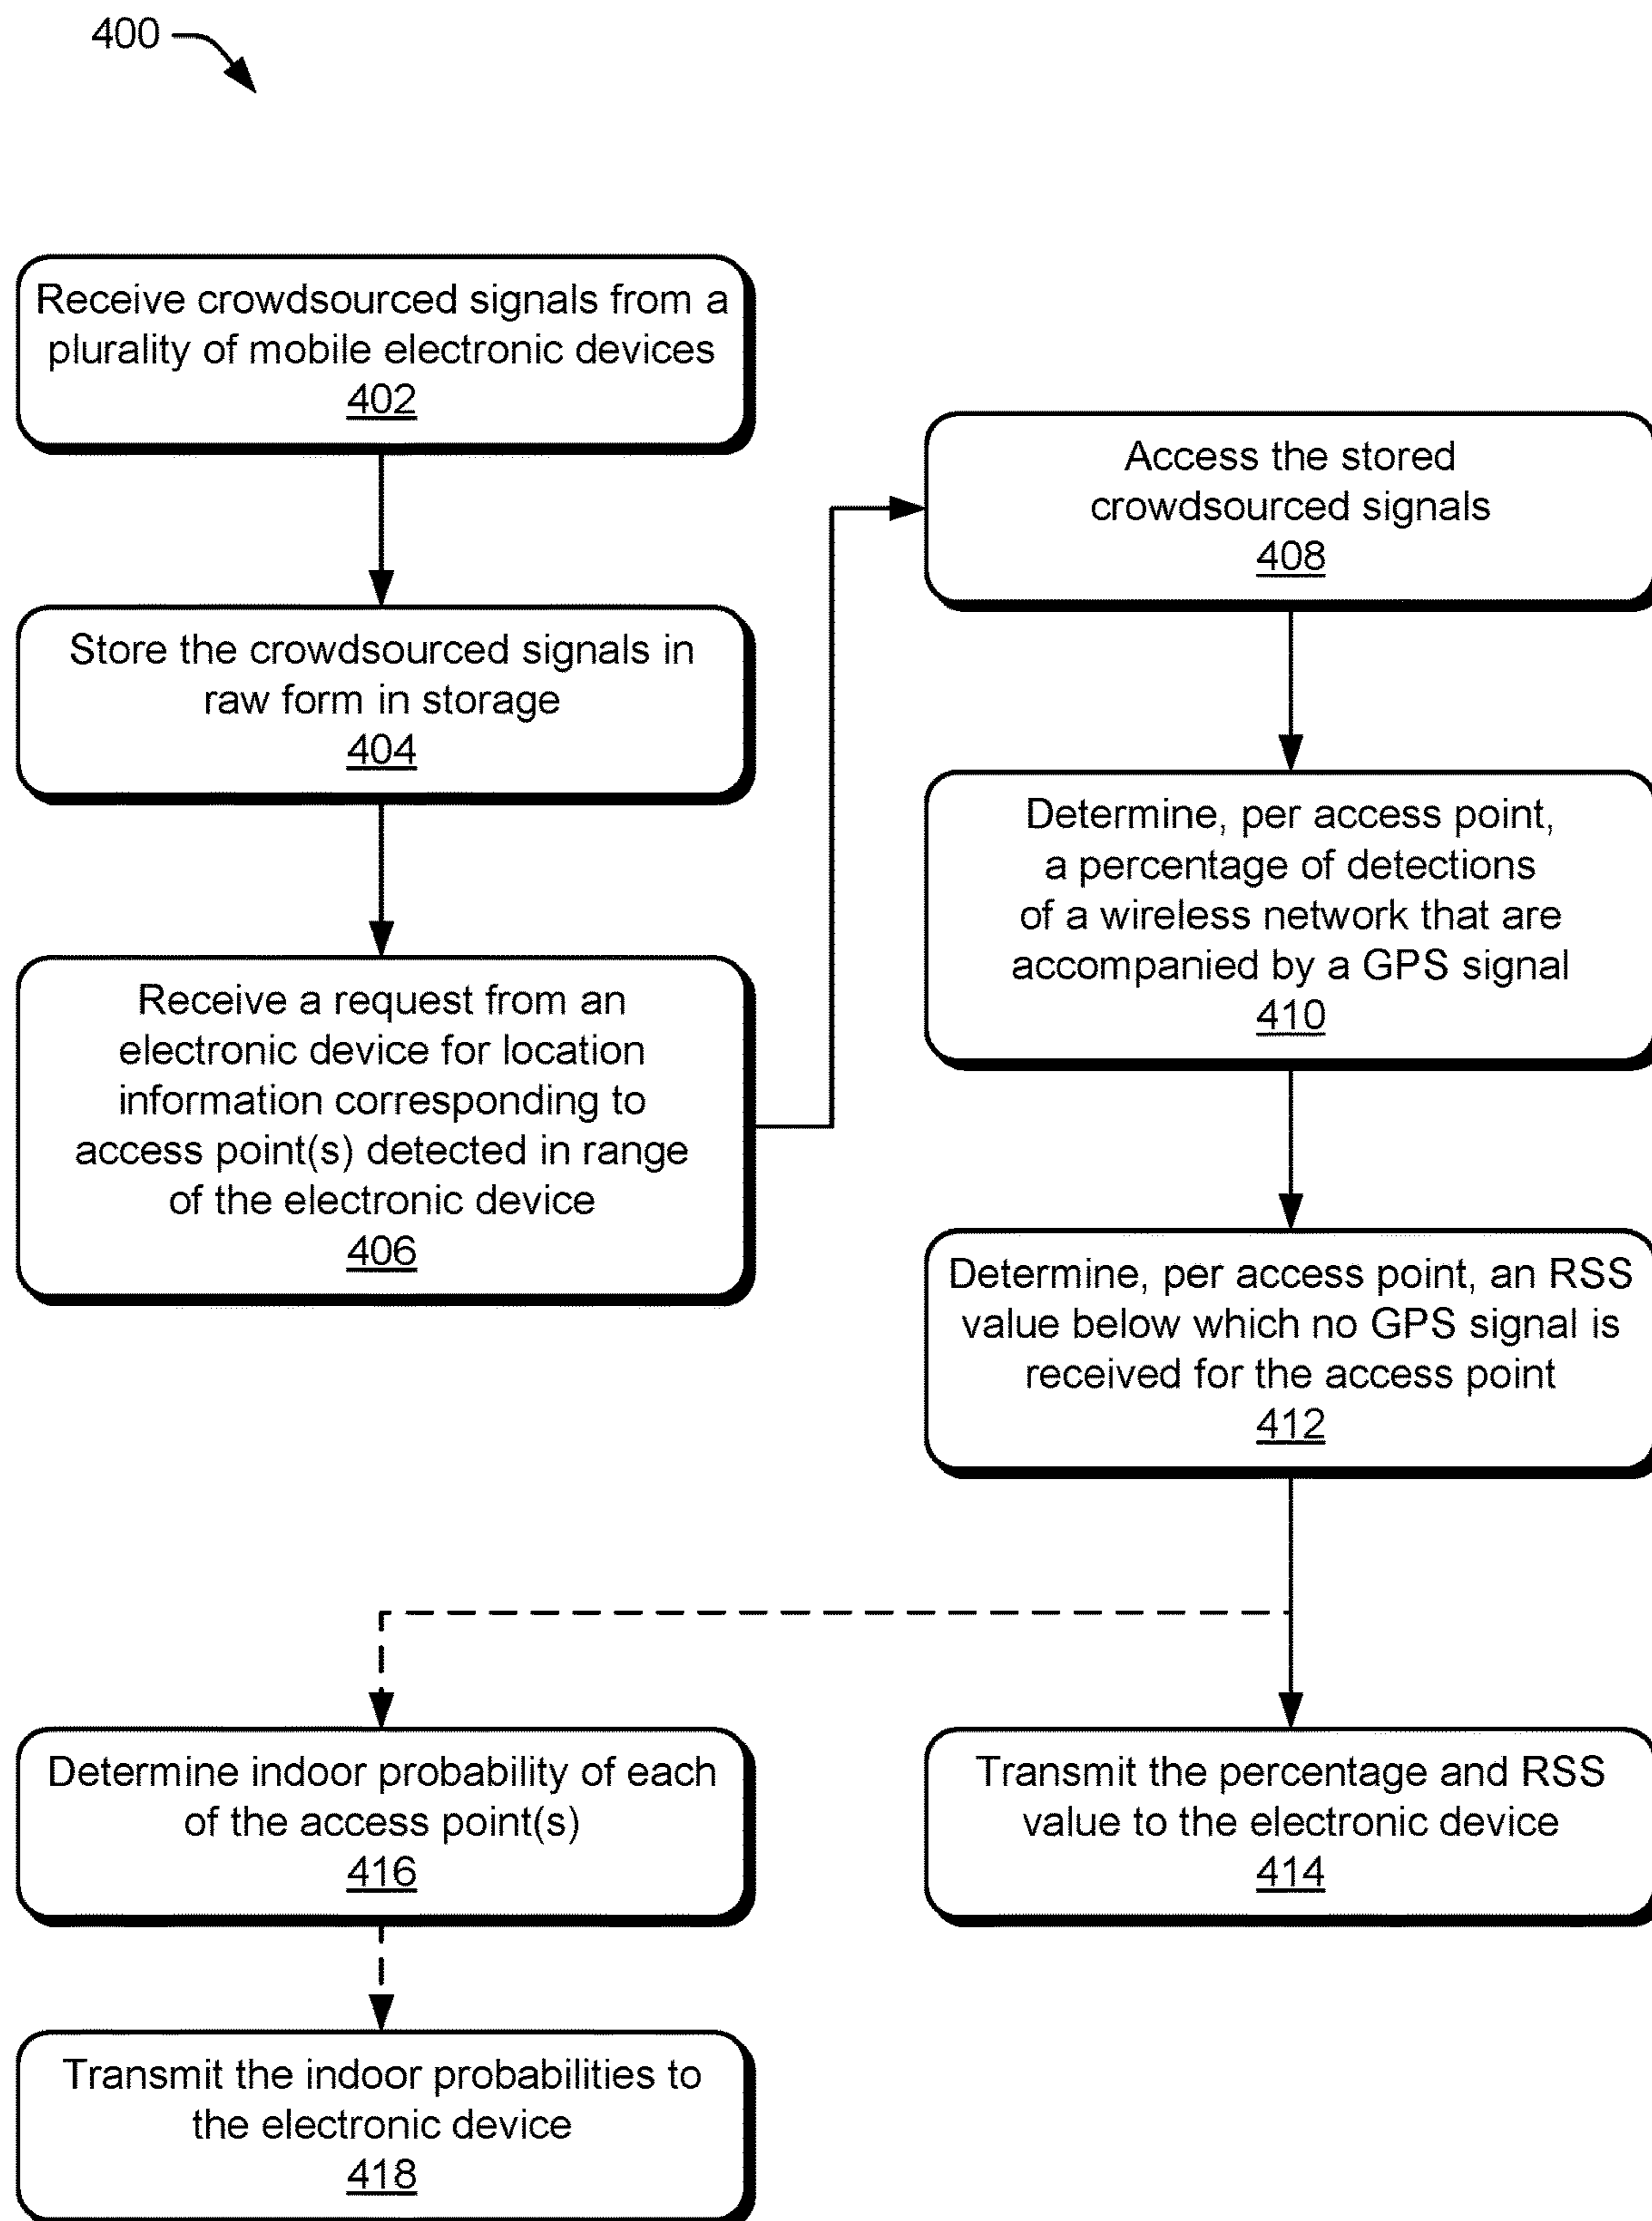 400
Receive crowdsourced signals from a
plurality of mobile electronic devices
402
Store the crowdsourced signals in
raw form in storage
404
Receive a request from an
electronic device for location
information corresponding to
access point(s) detected in range
of the electronic device
406
Access the stored
crowdsourced signals
408
Determine, per access point,
a percentage of detections
of a wireless network that are
accompanied by a GPS signal
410
Determine, per access point, an RSS
value below which no GPS signal is
received for the access point
412
Transmit the percentage and RSS
value to the electronic device
414
Determine indoor probability of each
of the access point(s)
416
Transmit the indoor probabilities to
the electronic device
418